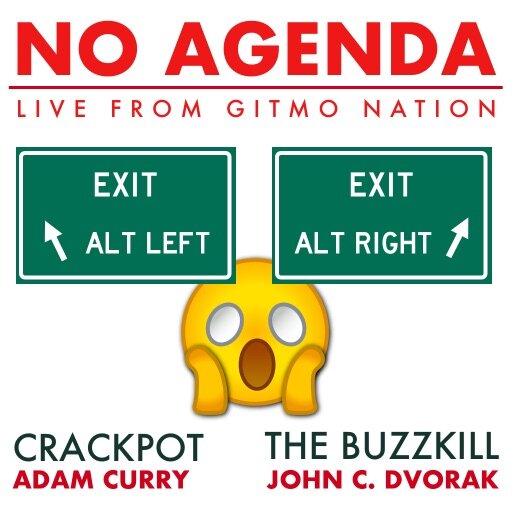 NO AGENDA
LIVE FROM GITMO NATION
EXIT
ALT LEFT
EXIT
ALT RIGHT
CRACKPOT
ADAM CURRY
THE BUZZKILL
JOHN C. DVORAK